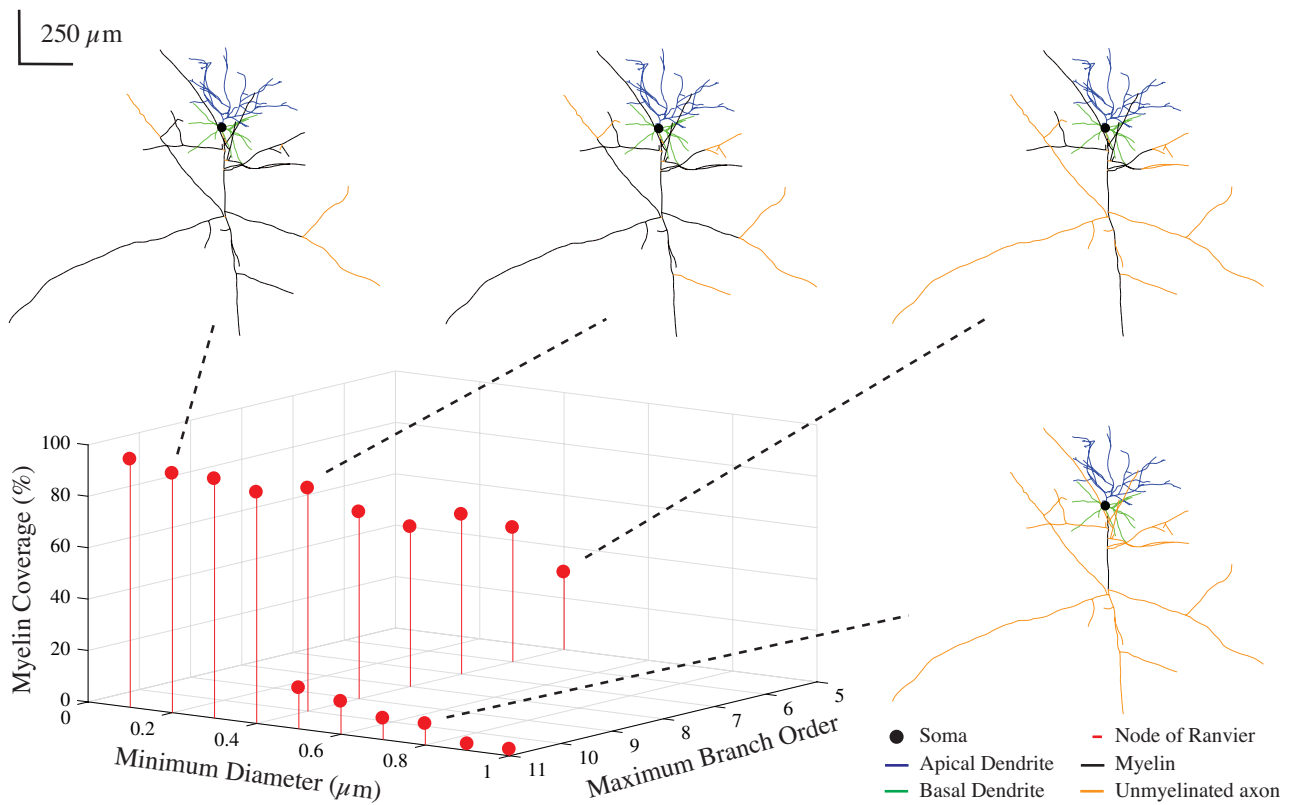 250 μm
Myelin Coverage (%)
100
80
60
40
20
0
0
0.2
0.4
0.6
0.8
1
Minimum Diameter (μm)
11
10
9
8
7
6
5
Maximum Branch Order
Soma
Apical Dendrite
Basal Dendrite
Node of Ranvier
Myelin
Unmyelinated axon